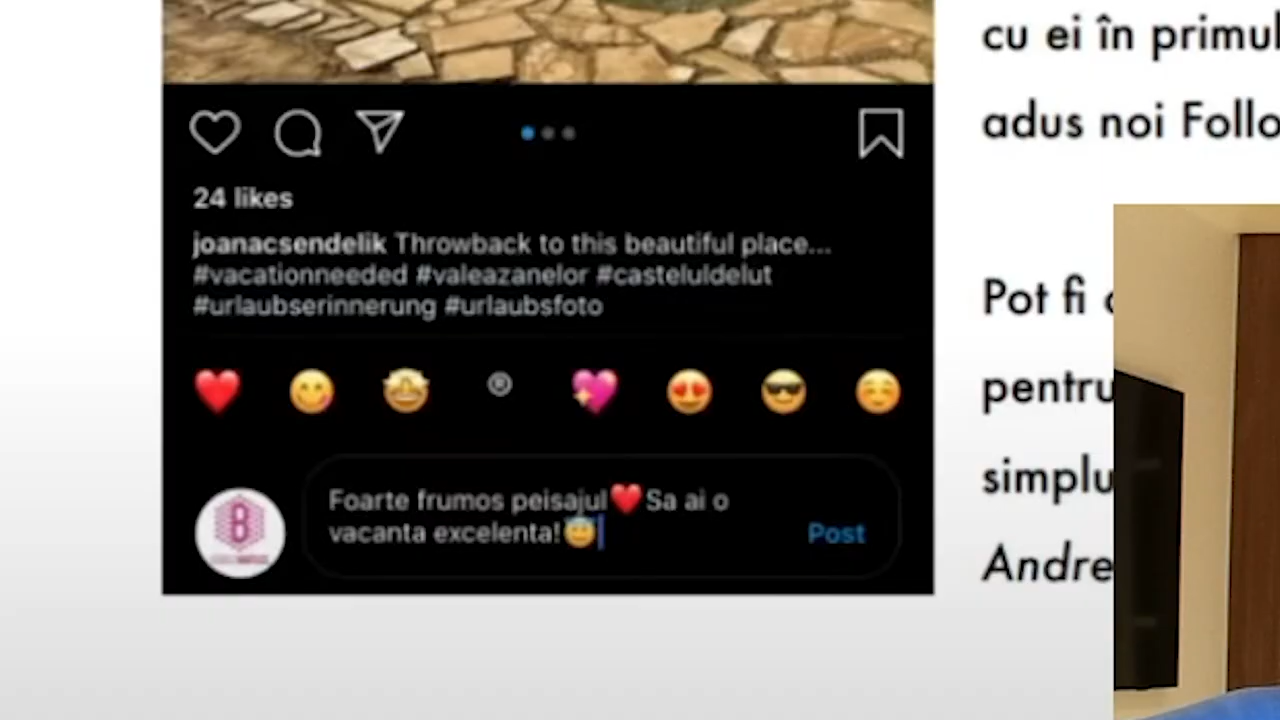 24 likes
joanacsendelik Throwback to this beautiful place...
#vacationneeded #valeazanelor #casteluldelut
#urlaubserinnerung #urlaubsfoto
Foarte frumos peisajul❤️Sa ai o
vacanta excelenta!😇
Post
cu ei în primul
adus noi Follo
Pot fi
pentru
simplu
Andre